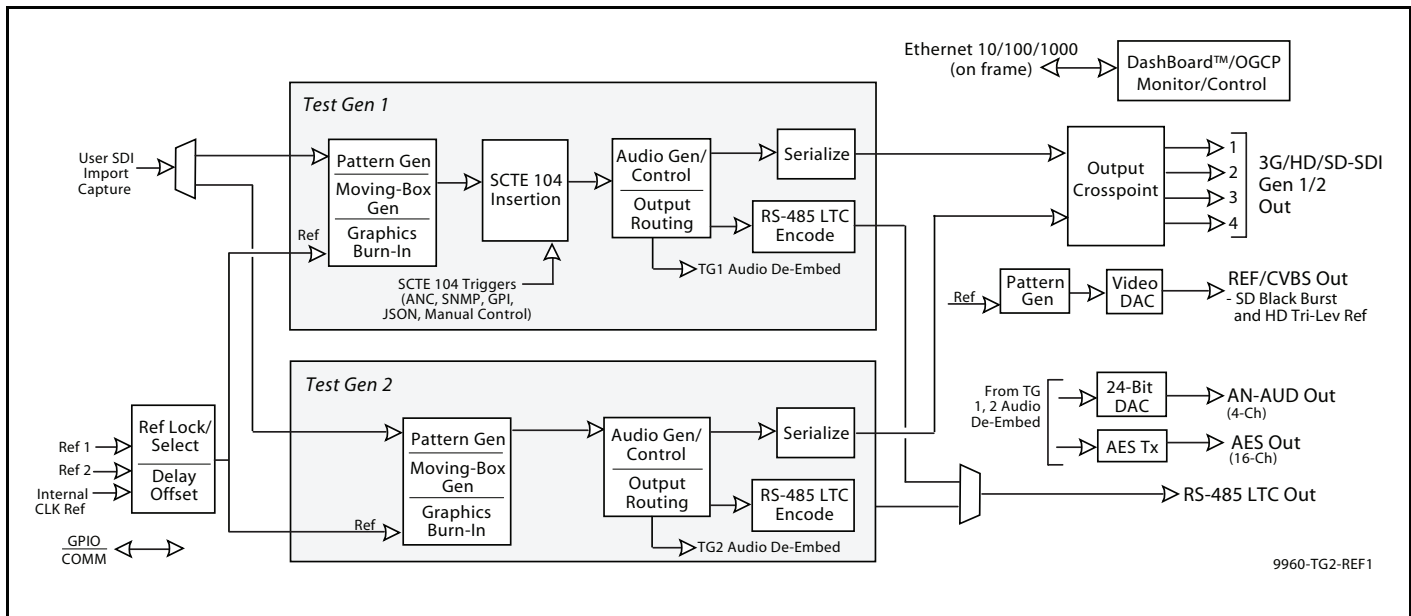 Ethernet 10/100/1000
(on frame)
DashBoard™/OGCP
Monitor/Control
Test Gen 1
User SDI
Import
Capture
Pattern Gen
Moving-Box
Gen
Graphics
Burn-In
Ref
SCTE 104
Insertion
SCTE 104 Triggers
(ANC, SNMP, GPI,
JSON, Manual Control)
Audio Gen/
Control
Output
Routing
Serialize
RS-485 LTC
Encode
TG1 Audio De-Embed
Output
Crosspoint
1
2
3
4
3G/HD/SD-SDI
Gen 1/2
Out
Ref
Pattern
Gen
Video
DAC
REF/CVBS Out
- SD Black Burst
and HD Tri-Lev Ref
Test Gen 2
Ref 1
Ref 2
Internal
CLK Ref
Ref Lock/
Select
Delay
Offset
GPIO
COMM
Pattern Gen
Moving-Box
Gen
Graphics
Burn-In
Ref
Audio Gen/
Control
Output
Routing
Serialize
RS-485 LTC
Encode
TG2 Audio De-Embed
From TG
1, 2 Audio
De-Embed
24-Bit
DAC
AN-AUD Out
(4-Ch)
AES Tx
AES Out
(16-Ch)
RS-485 LTC Out
9960-TG2-REF1